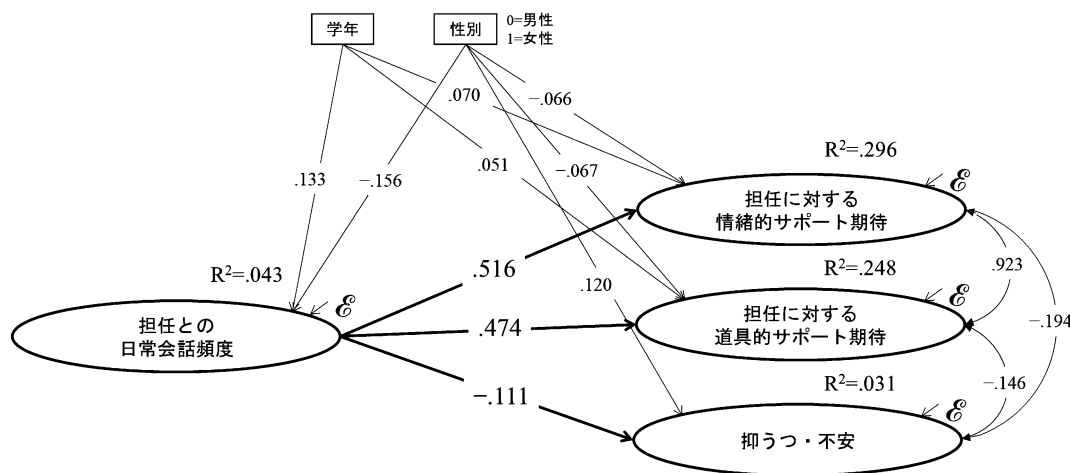 学年
性別
0=男性
1=女性
.070
−.066
.051
−.067
.133
−.156
R²=.296
ℰ
担任に対する
情緒的サポート期待
.516
.120
.923
R²=.043
ℰ
R²=.248
ℰ
担任との
日常会話頻度
.474
担任に対する
道具的サポート期待
−.194
−.111
R²=.031
−.146
ℰ
抑うつ・不安